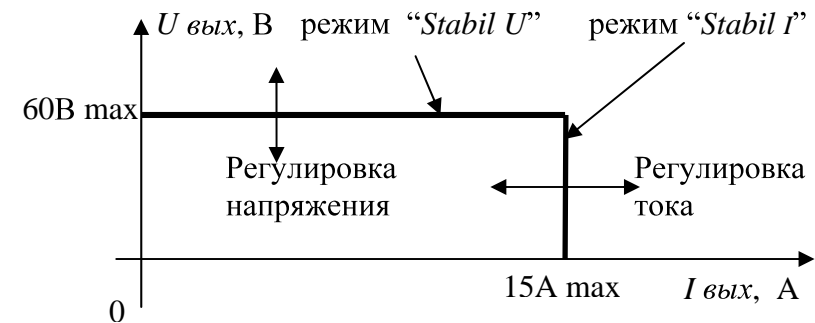 U вых, В режим “Stabil U” режим “Stabil I”
60В max
Регулировка
напряжения
Регулировка
тока
15А max I вых, А
0